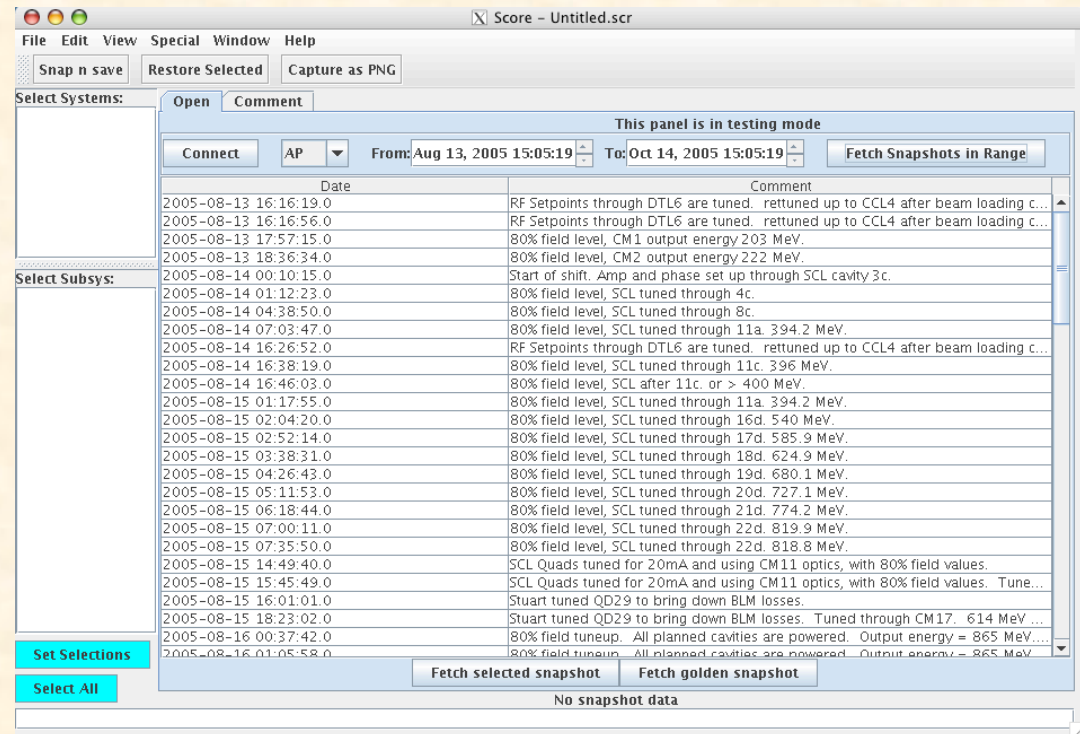 Score – Untitled.scr
File Edit View Special Window Help
Snap n save Restore Selected Capture as PNG
Select Systems:
Open Comment
This panel is in testing mode
Connect AP From: Aug 13, 2005 15:05:19 To: Oct 14, 2005 15:05:19 Fetch Snapshots in Range
Date Comment
2005-08-13 16:16:19.0 RF Setpoints through DTL6 are tuned. rettuned up to CCL4 after beam loading c...
2005-08-13 16:16:56.0 RF Setpoints through DTL6 are tuned. rettuned up to CCL4 after beam loading c...
2005-08-13 17:57:15.0 80% field level, CM1 output energy 203 MeV.
2005-08-13 18:36:34.0 80% field level, CM2 output energy 222 MeV.
2005-08-14 00:10:15.0 Start of shift. Amp and phase set up through SCL cavity 3c.
2005-08-14 01:12:23.0 80% field level, SCL tuned through 4c.
2005-08-14 04:38:50.0 80% field level, SCL tuned through 8c.
2005-08-14 07:03:47.0 80% field level, SCL tuned through 11a. 394.2 MeV.
2005-08-14 16:26:52.0 RF Setpoints through DTL6 are tuned. rettuned up to CCL4 after beam loading c...
2005-08-14 16:38:19.0 80% field level, SCL tuned through 11c. 396 MeV.
2005-08-14 16:46:03.0 80% field level, SCL after 11c. or > 400 MeV.
2005-08-15 01:17:55.0 80% field level, SCL tuned through 11a. 394.2 MeV.
2005-08-15 02:04:20.0 80% field level, SCL tuned through 16d. 540 MeV.
2005-08-15 02:52:14.0 80% field level, SCL tuned through 17d. 585.9 MeV.
2005-08-15 03:38:31.0 80% field level, SCL tuned through 18d. 624.9 MeV.
2005-08-15 04:26:43.0 80% field level, SCL tuned through 19d. 680.1 MeV.
2005-08-15 05:11:53.0 80% field level, SCL tuned through 20d. 727.1 MeV.
2005-08-15 06:18:44.0 80% field level, SCL tuned through 21d. 774.2 MeV.
2005-08-15 07:00:11.0 80% field level, SCL tuned through 22d. 819.9 MeV.
2005-08-15 07:35:50.0 80% field level, SCL tuned through 22d. 818.8 MeV.
2005-08-15 14:49:40.0 SCL Quads tuned for 20mA and using CM11 optics, with 80% field values.
2005-08-15 15:45:49.0 SCL Quads tuned for 20mA and using CM11 optics, with 80% field values. Tune...
2005-08-15 16:01:01.0 Stuart tuned QD29 to bring down BLM losses.
2005-08-15 18:23:02.0 Stuart tuned QD29 to bring down BLM losses. Tuned through CM17. 614 MeV ...
2005-08-16 00:37:42.0 80% field tuneup. All planned cavities are powered. Output energy = 865 MeV....
2005-08-16 01:05:58.0 80% field tuneup. All planned cavities are powered. Output energy = 865 MeV
Select Subsys:
Set Selections
Select All
Fetch selected snapshot Fetch golden snapshot
No snapshot data